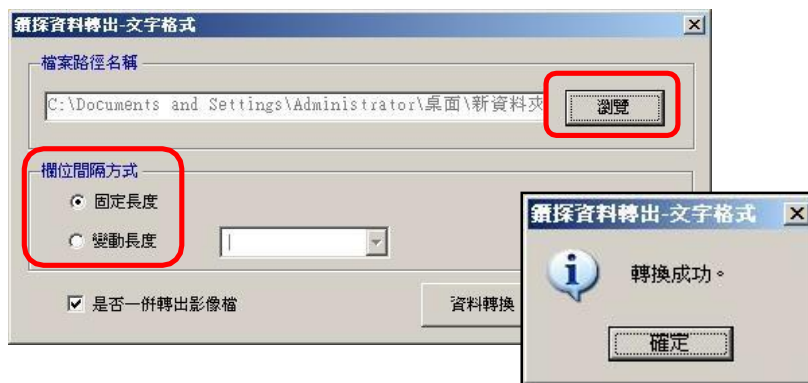 鑽探資料轉出-文字格式
檔案路徑名稱
C:\Documents and Settings\Administrator\桌面\新資料夾
瀏覽
欄位間隔方式
固定長度
變動長度
|
是否一併轉出影像檔
資料轉換
鑽探資料轉出-文字格式
轉換成功。
確定